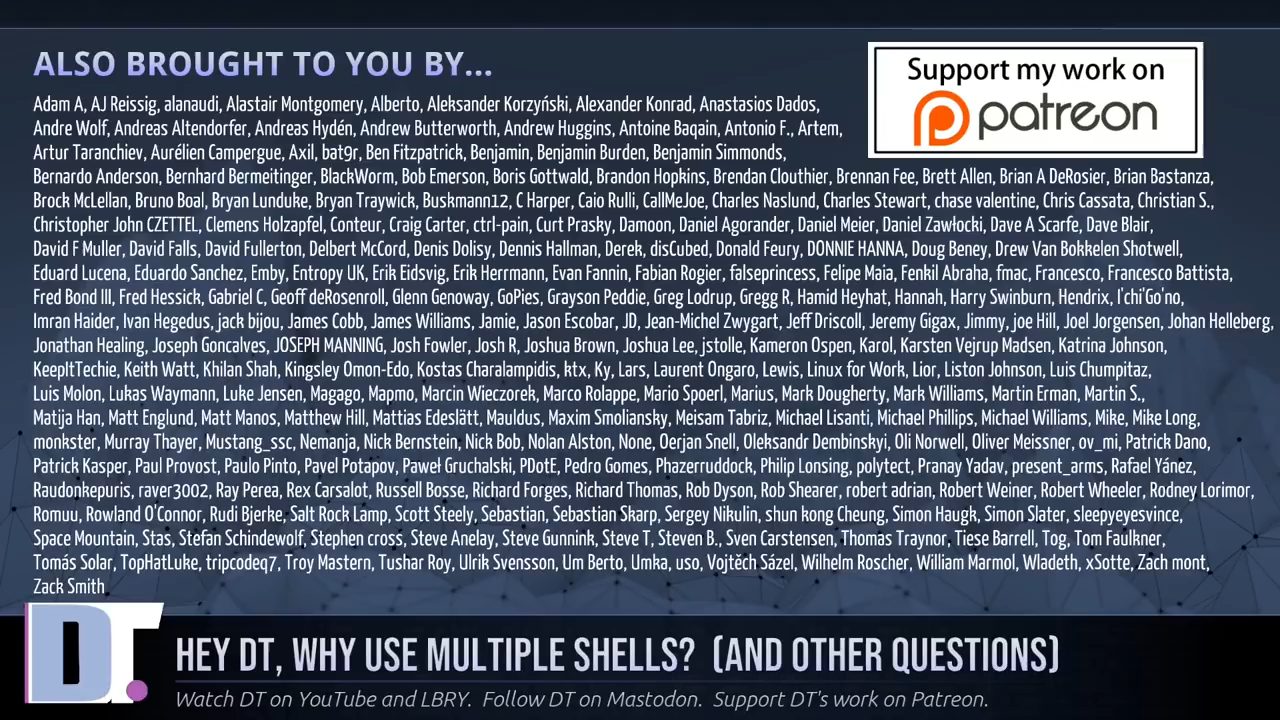 ALSO BROUGHT TO YOU BY...
Support my work on
patreon
Adam A, AJ Reissig, alanaudi, Alastair Montgomery, Alberto, Aleksander Korzyński, Alexander Konrad, Anastasios Dados,
Andre Wolf, Andreas Altendorfer, Andreas Hydén, Andrew Butterworth, Andrew Huggins, Antoine Baqain, Antonio F., Artem,
Artur Taranchiev, Aurélien Campergue, Axil, bat9r, Ben Fitzpatrick, Benjamin, Benjamin Burden, Benjamin Simmonds,
Bernardo Anderson, Bernhard Bermeitinger, BlackWorm, Bob Emerson, Boris Gottwald, Brandon Hopkins, Brendan Clouthier, Brennan Fee, Brett Allen, Brian A DeRosier, Brian Bastanza,
Brock McLellan, Bruno Boal, Bryan Lunduke, Bryan Traywick, Buskmann12, C Harper, Caio Rulli, CallMeJoe, Charles Naslund, Charles Stewart, chase valentine, Chris Cassata, Christian S.,
Christopher John CZETTEL, Clemens Holzapfel, Conteur, Craig Carter, ctrl-pain, Curt Prasky, Damoon, Daniel Agorander, Daniel Meier, Daniel Zawłocki, Dave A Scarfe, Dave Blair,
David F Muller, David Falls, David Fullerton, Delbert McCord, Denis Dolisy, Dennis Hallman, Derek, disCubed, Donald Feury, DONNIE HANNA, Doug Beney, Drew Van Bokkelen Shotwell,
Eduard Lucena, Eduardo Sanchez, Emby, Entropy UK, Erik Eidsvig, Erik Herrmann, Evan Fannin, Fabian Rogier, falseprincess, Felipe Maia, Fenkil Abraha, fmac, Francesco, Francesco Battista,
Fred Bond III, Fred Hessick, Gabriel C, Geoff deRosenroll, Glenn Genoway, GoPies, Grayson Peddie, Greg Lodrup, Gregg R, Hamid Heyhat, Hannah, Harry Swinburn, Hendrix, I'chi'Go'no,
Imran Haider, Ivan Hegedus, jack bijou, James Cobb, James Williams, Jamie, Jason Escobar, JD, Jean-Michel Zwygart, Jeff Driscoll, Jeremy Gigax, Jimmy, joe Hill, Joel Jorgensen, Johan Helleberg,
Jonathan Healing, Joseph Goncalves, JOSEPH MANNING, Josh Fowler, Josh R, Joshua Brown, Joshua Lee, jstolle, Kameron Ospen, Karol, Karsten Vejrup Madsen, Katrina Johnson,
KeepItTechie, Keith Watt, Khilan Shah, Kingsley Omon-Edo, Kostas Charalampidis, ktx, Ky, Lars, Laurent Ongaro, Lewis, Linux for Work, Lior, Liston Johnson, Luis Chumpitaz,
Luis Molon, Lukas Waymann, Luke Jensen, Magago, Mapmo, Marcin Wieczorek, Marco Rolappe, Mario Spoerl, Marius, Mark Dougherty, Mark Williams, Martin Erman, Martin S.,
Matija Han, Matt Englund, Matt Manos, Matthew Hill, Mattias Edeslätt, Mauldus, Maxim Smoliansky, Meisam Tabriz, Michael Lisanti, Michael Phillips, Michael Williams, Mike, Mike Long,
monkster, Murray Thayer, Mustang_ssc, Nemanja, Nick Bernstein, Nick Bob, Nolan Alston, None, Oerjan Snell, Oleksandr Dembinskyi, Oli Norwell, Oliver Meissner, ov_mi, Patrick Dano,
Patrick Kasper, Paul Provost, Paulo Pinto, Pavel Potapov, Paweł Gruchalski, PDotE, Pedro Gomes, Phazerruddock, Philip Lonsing, polytect, Pranay Yadav, present_arms, Rafael Yánez,
Raudonkepuris, raver3002, Ray Perea, Rex Carsalot, Russell Bosse, Richard Forges, Richard Thomas, Rob Dyson, Rob Shearer, robert adrian, Robert Weiner, Robert Wheeler, Rodney Lorimor,
Romuu, Rowland O'Connor, Rudi Bjerke, Salt Rock Lamp, Scott Steely, Sebastian, Sebastian Skarp, Sergey Nikulin, shun kong Cheung, Simon Haugk, Simon Slater, sleepyeyesvince,
Space Mountain, Stas, Stefan Schindewolf, Stephen cross, Steve Anelay, Steve Gunnink, Steve T, Steven B., Sven Carstensen, Thomas Traynor, Tiese Barrell, Tog, Tom Faulkner,
Tomás Solar, TopHatLuke, tripcodeq7, Troy Mastern, Tushar Roy, Ulrik Svensson, Um Berto, Umka, uso, Vojtěch Sázel, Wilhelm Roscher, William Marmol, Wladeth, xSotte, Zach mont,
Zack Smith
DT.
HEY DT, WHY USE MULTIPLE SHELLS? (AND OTHER QUESTIONS)
Watch DT on YouTube and LBRY. Follow DT on Mastodon. Support DT's work on Patreon.